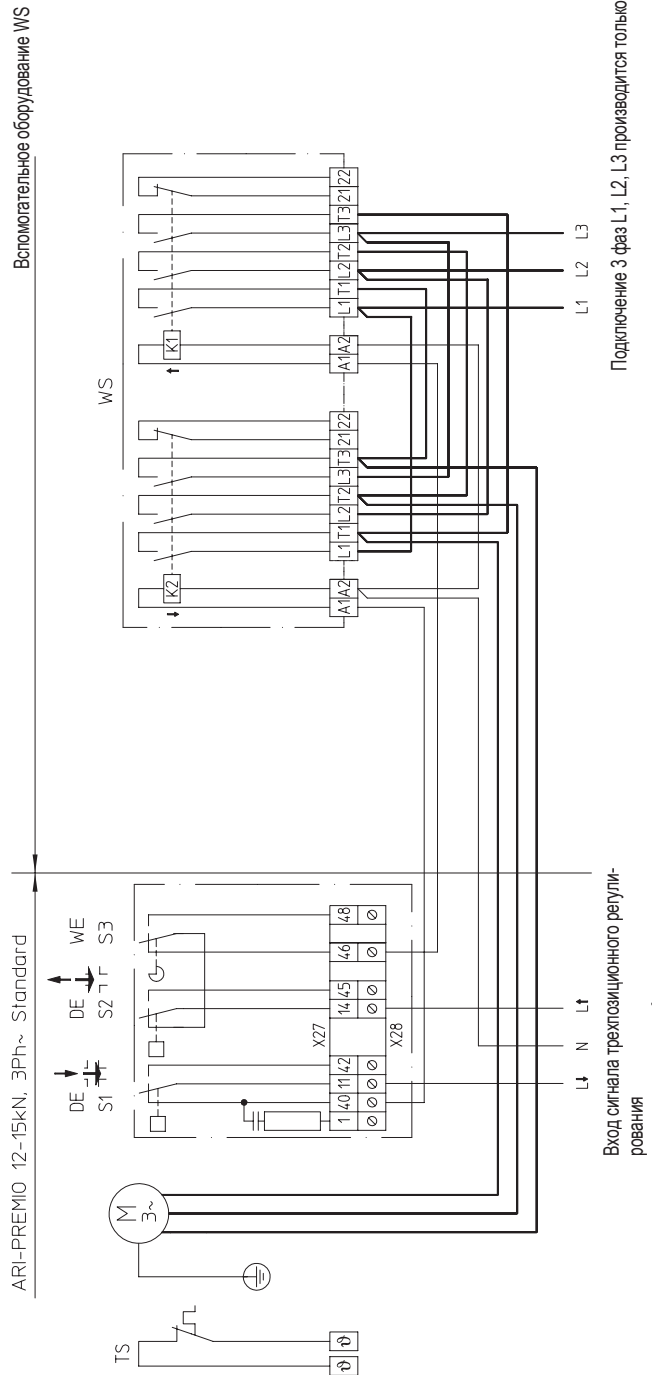 ARI-PREMIO 12-15kN, 3Ph~ Standard
Вспомогательное оборудование WS
DE DE WE
S1 S2 S3
WS
TS
M
3~
K2
K1
1 40 11 42 14 45 46 48
X27
X28
A1 A2 L1 T1 L2 T2 L3 T3 21 22
A1 A2 L1 T1 L2 T2 L3 T3 21 22
ϑ ϑ
L↓ N L↑
L1 L2 L3
Вход сигнала трехпозиционного регули-
рования
Подключение 3 фаз L1, L2, L3 производится только